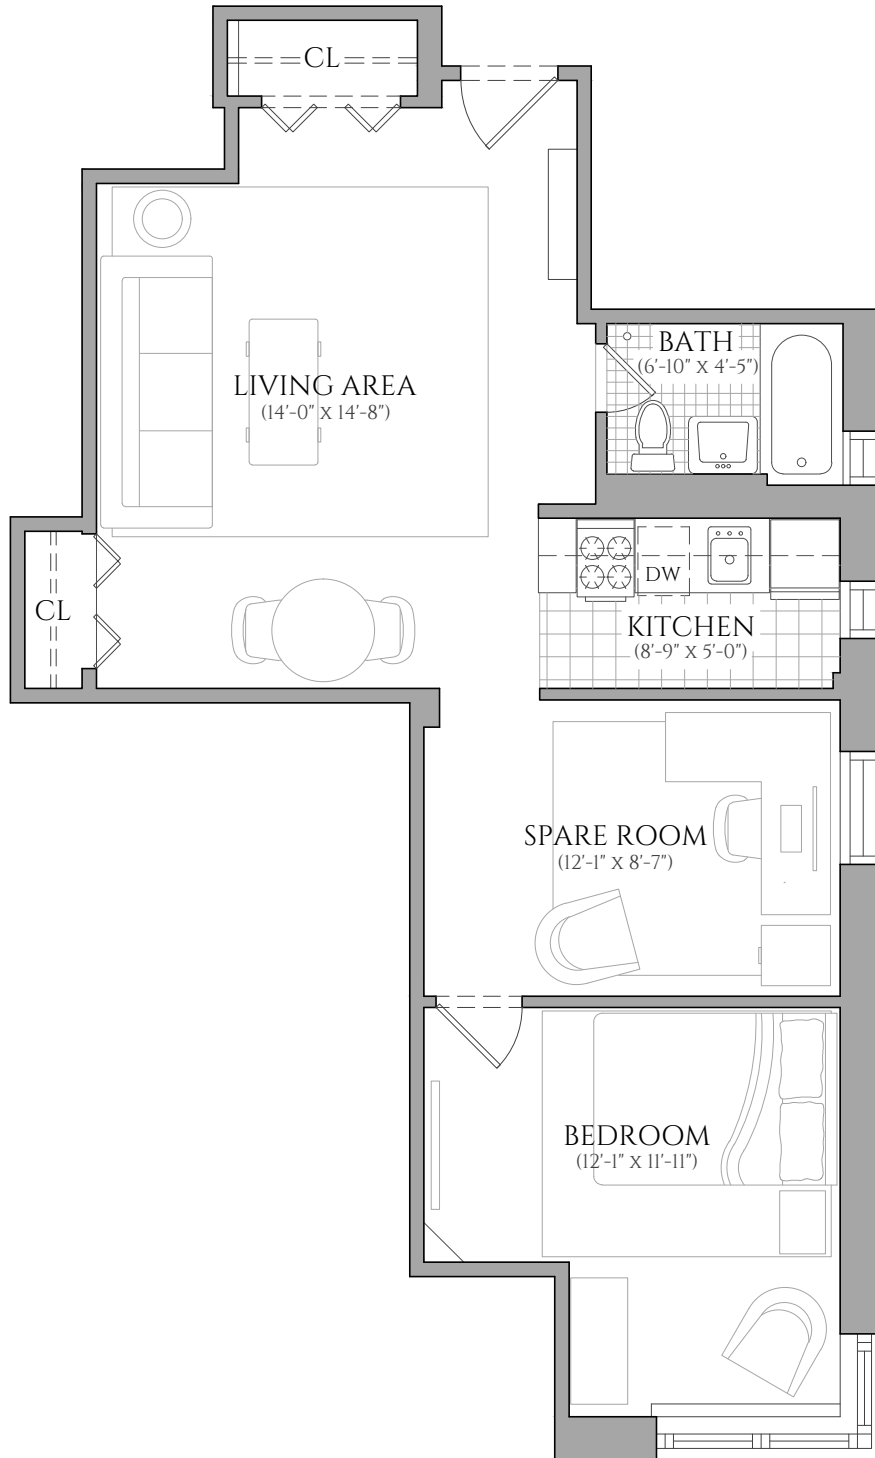 CL
BATH
(6'-10" X 4'-5")
LIVING AREA
(14'-0" X 14'-8")
DW
CL
KITCHEN
(8'-9" X 5'-0")
SPARE ROOM
(12'-1" X 8'-7")
BEDROOM
(12'-1" X 11'-11")